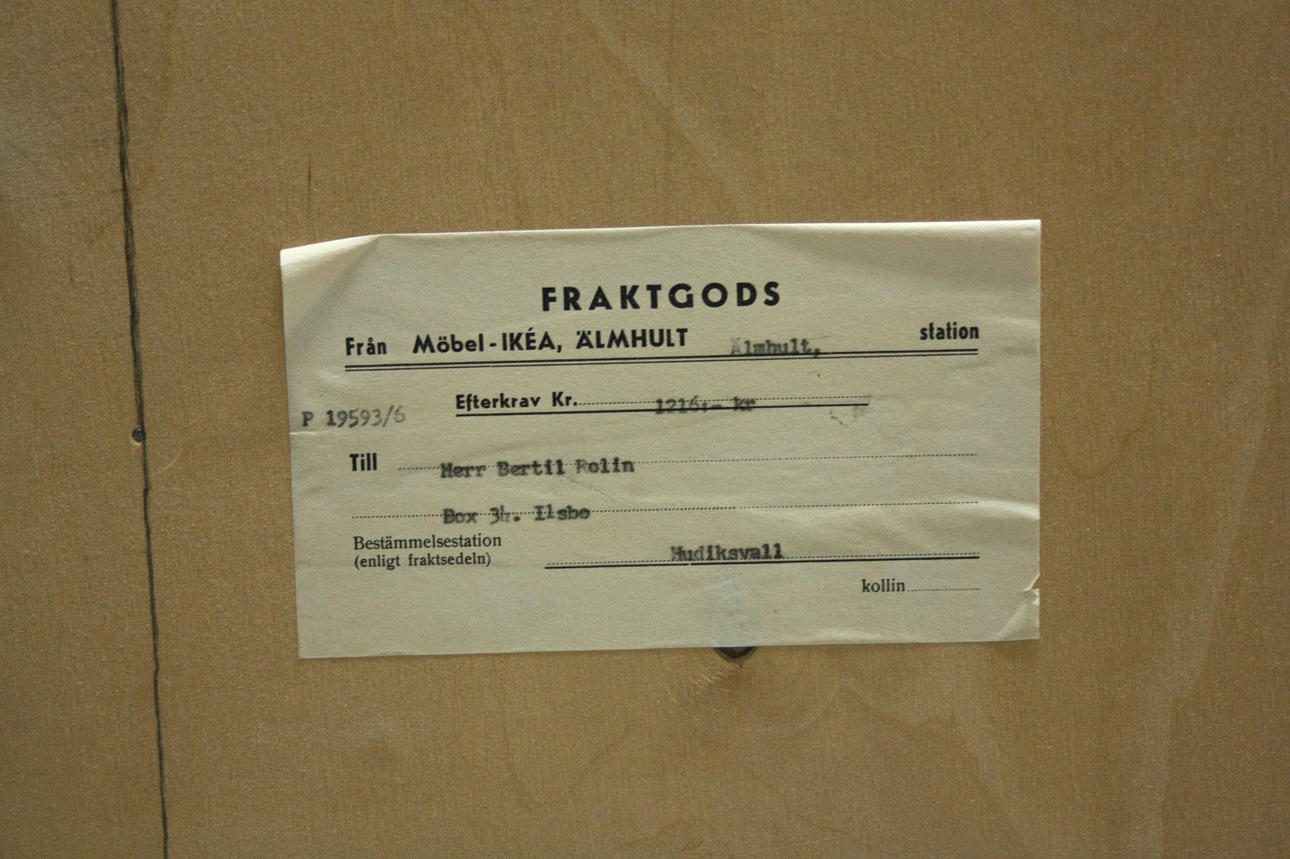 FRAKTGODS
Från Möbel-IKÉA, ÄLMHULT Älmhult, station
Efterkrav Kr. 1216:- kr
P 19593/6
Till Herr Bertil Rolin
Box 34. Ilsbo
Bestämmelsestation
(enligt fraktsedeln) Hudiksvall
kollin